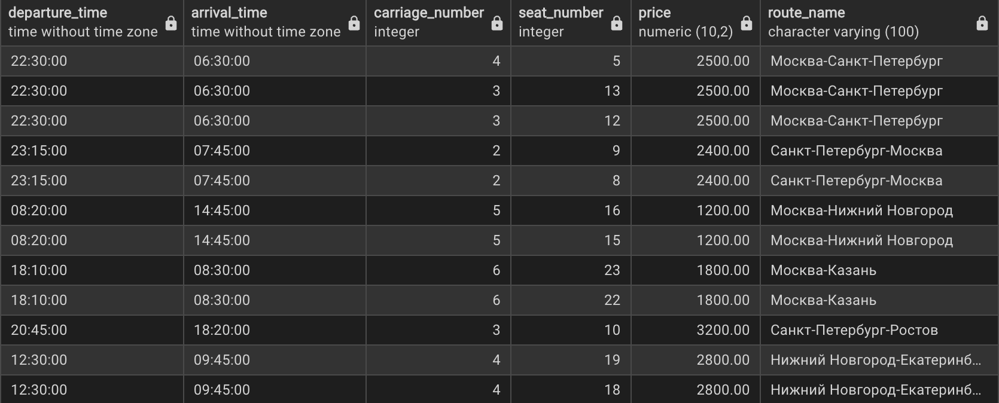 departure_time arrival_time carriage_number seat_number price route_name
time without time zone time without time zone integer integer numeric (10,2) character varying (100)
22:30:00 06:30:00 4 5 2500.00 Москва-Санкт-Петербург
22:30:00 06:30:00 3 13 2500.00 Москва-Санкт-Петербург
22:30:00 06:30:00 3 12 2500.00 Москва-Санкт-Петербург
23:15:00 07:45:00 2 9 2400.00 Санкт-Петербург-Москва
23:15:00 07:45:00 2 8 2400.00 Санкт-Петербург-Москва
08:20:00 14:45:00 5 16 1200.00 Москва-Нижний Новгород
08:20:00 14:45:00 5 15 1200.00 Москва-Нижний Новгород
18:10:00 08:30:00 6 23 1800.00 Москва-Казань
18:10:00 08:30:00 6 22 1800.00 Москва-Казань
20:45:00 18:20:00 3 10 3200.00 Санкт-Петербург-Ростов
12:30:00 09:45:00 4 19 2800.00 Нижний Новгород-Екатеринб…
12:30:00 09:45:00 4 18 2800.00 Нижний Новгород-Екатеринб…